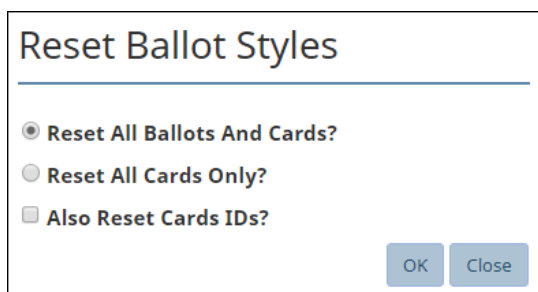 Reset Ballot Styles
Reset All Ballots And Cards?
Reset All Cards Only?
Also Reset Cards IDs?
OK Close